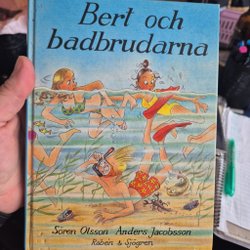 Bert och
badbrudarna
Sören Olsson Anders Jacobsson
Rabén & Sjögren